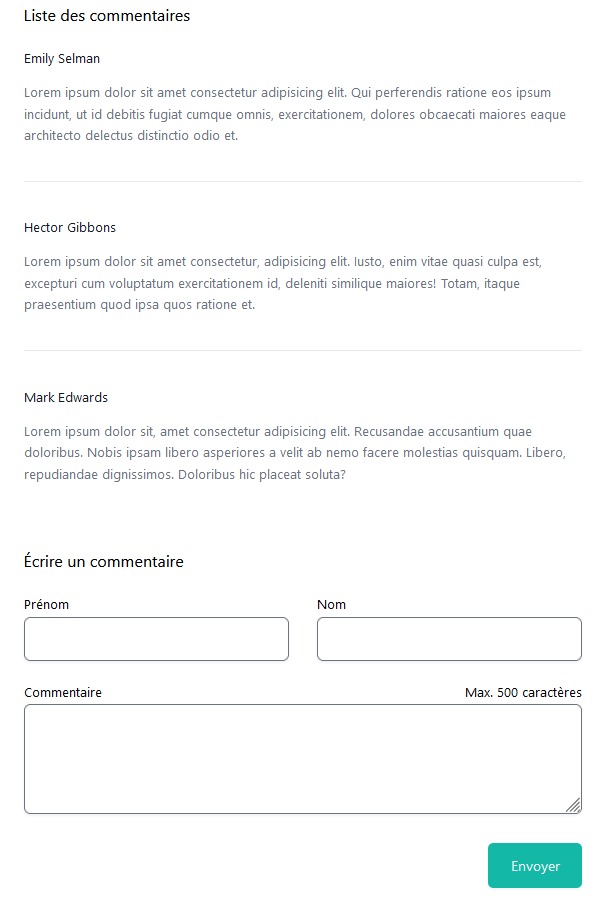 Liste des commentaires
Emily Selman
Lorem ipsum dolor sit amet consectetur adipisicing elit. Qui perferendis ratione eos ipsum
incidunt, ut id debitis fugiat cumque omnis, exercitationem, dolores obcaecati maiores eaque
architecto delectus distinctio odio et.
Hector Gibbons
Lorem ipsum dolor sit amet consectetur, adipisicing elit. Iusto, enim vitae quasi culpa est,
excepturi cum voluptatum exercitationem id, deleniti similique maiores! Totam, itaque
praesentium quod ipsa quos ratione et.
Mark Edwards
Lorem ipsum dolor sit, amet consectetur adipisicing elit. Recusandae accusantium quae
doloribus. Nobis ipsam libero asperiores a velit ab nemo facere molestias quisquam. Libero,
repudiandae dignissimos. Doloribus hic placeat soluta?
Écrire un commentaire
Prénom
Nom
Commentaire
Max. 500 caractères
Envoyer